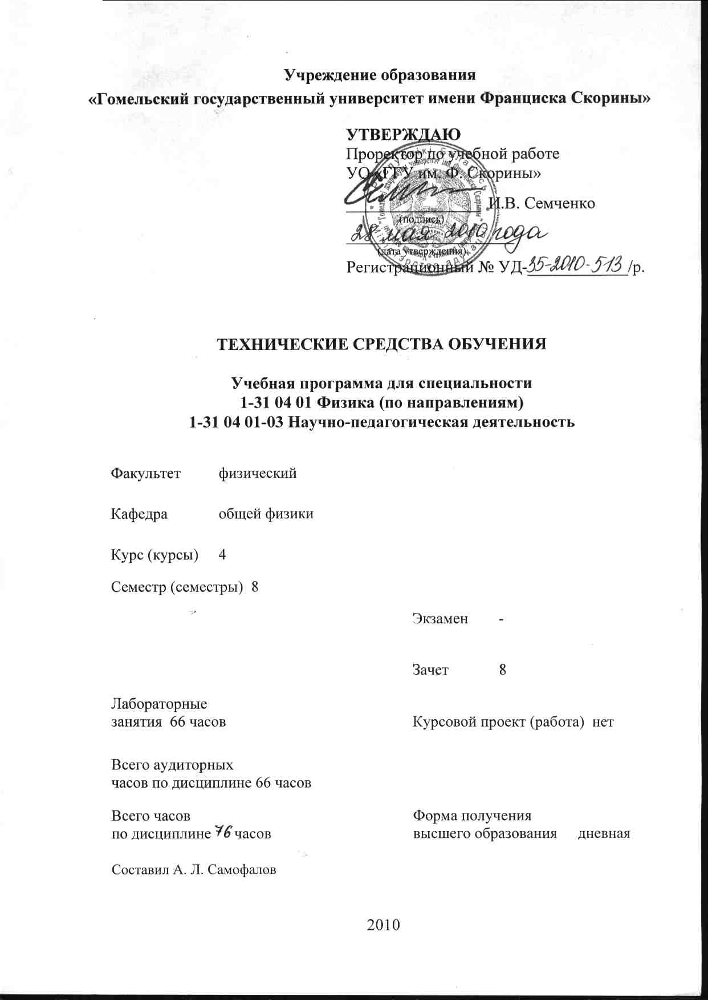 Учреждение образования
«Гомельский государственный университет имени Франциска Скорины»
УТВЕРЖДАЮ
Проректор по учебной работе
УО «ГГУ им. Ф. Скорины»
И.В. Семченко
(подпись)
28 мая 2010 года
(дата утверждения)
Регистрационный № УД-35-2010-513/р.
ТЕХНИЧЕСКИЕ СРЕДСТВА ОБУЧЕНИЯ
Учебная программа для специальности
1-31 04 01 Физика (по направлениям)
1-31 04 01-03 Научно-педагогическая деятельность
Факультет физический
Кафедра общей физики
Курс (курсы) 4
Семестр (семестры) 8
Экзамен -
Зачет 8
Лабораторные
занятия 66 часов Курсовой проект (работа) нет
Всего аудиторных
часов по дисциплине 66 часов
Всего часов Форма получения
по дисциплине 76 часов высшего образования дневная
Составил А. Л. Самофалов
2010